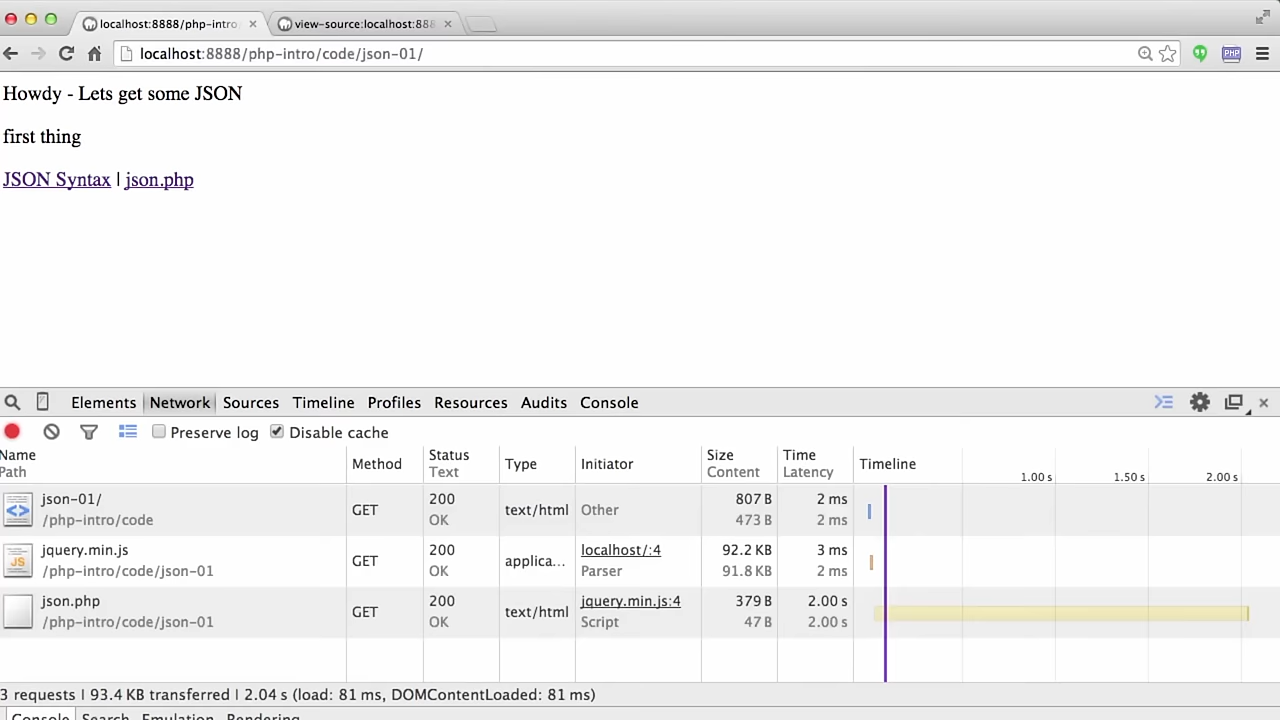 localhost:8888/php-intro
view-source:localhost:888
localhost:8888/php-intro/code/json-01/
PHP
Howdy - Lets get some JSON
first thing
JSON Syntax | json.php
Elements Network Sources Timeline Profiles Resources Audits Console
Preserve log Disable cache
Name Path Method Status Text Type Initiator Size Content Time Latency Timeline 1.00 s 1.50 s 2.00 s
json-01/ 200 807 B 2 ms
GET text/html Other
/php-intro/code OK 473 B 2 ms
jquery.min.js 200 localhost/:4 92.2 KB 3 ms
JS GET applica...
/php-intro/code/json-01 OK Parser 91.8 KB 2 ms
json.php 200 jquery.min.js:4 379 B 2.00 s
GET text/html
/php-intro/code/json-01 OK Script 47 B 2.00 s
3 requests | 93.4 KB transferred | 2.04 s (load: 81 ms, DOMContentLoaded: 81 ms)
Console Search Emulation Rendering